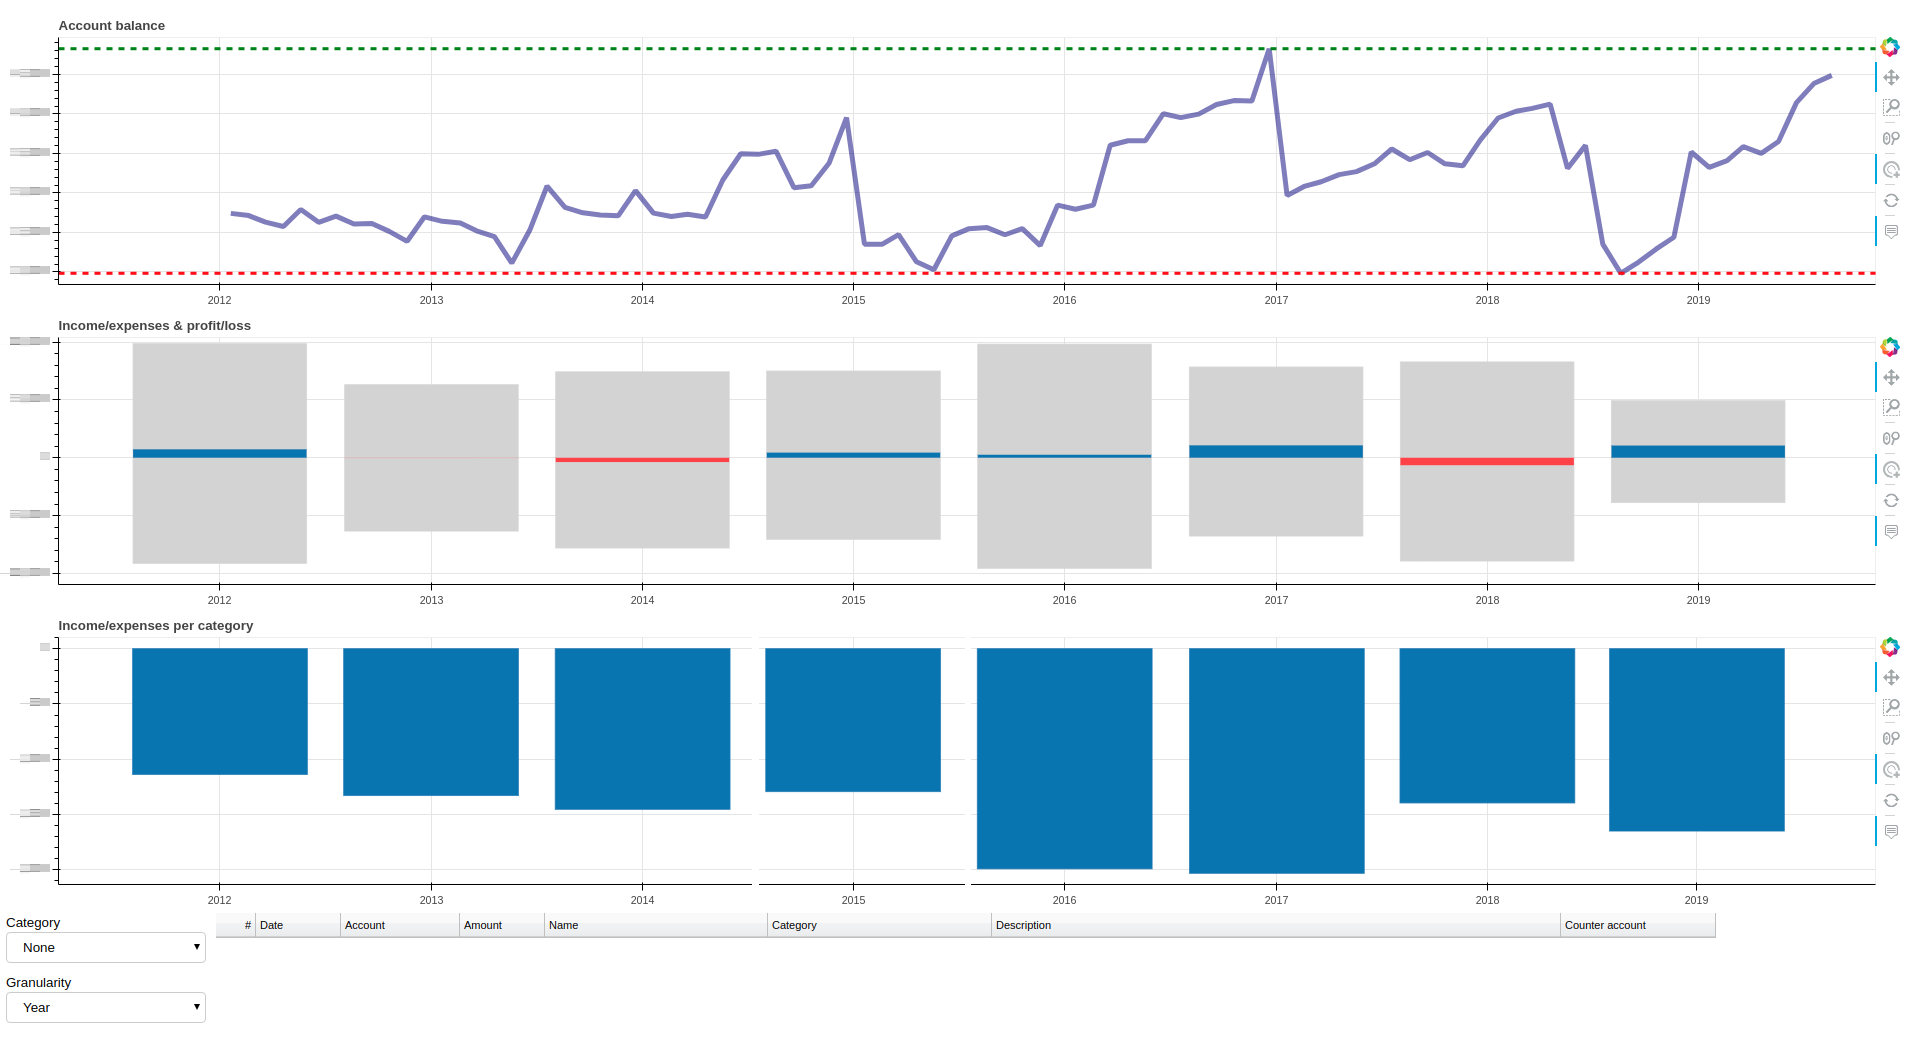 Account balance
2012 2013 2014 2015 2016 2017 2018 2019
Income/expenses & profit/loss
2012 2013 2014 2015 2016 2017 2018 2019
Income/expenses per category
2012 2013 2014 2015 2016 2017 2018 2019
Category
None
# Date Account Amount Name Category Description Counter account
Granularity
Year